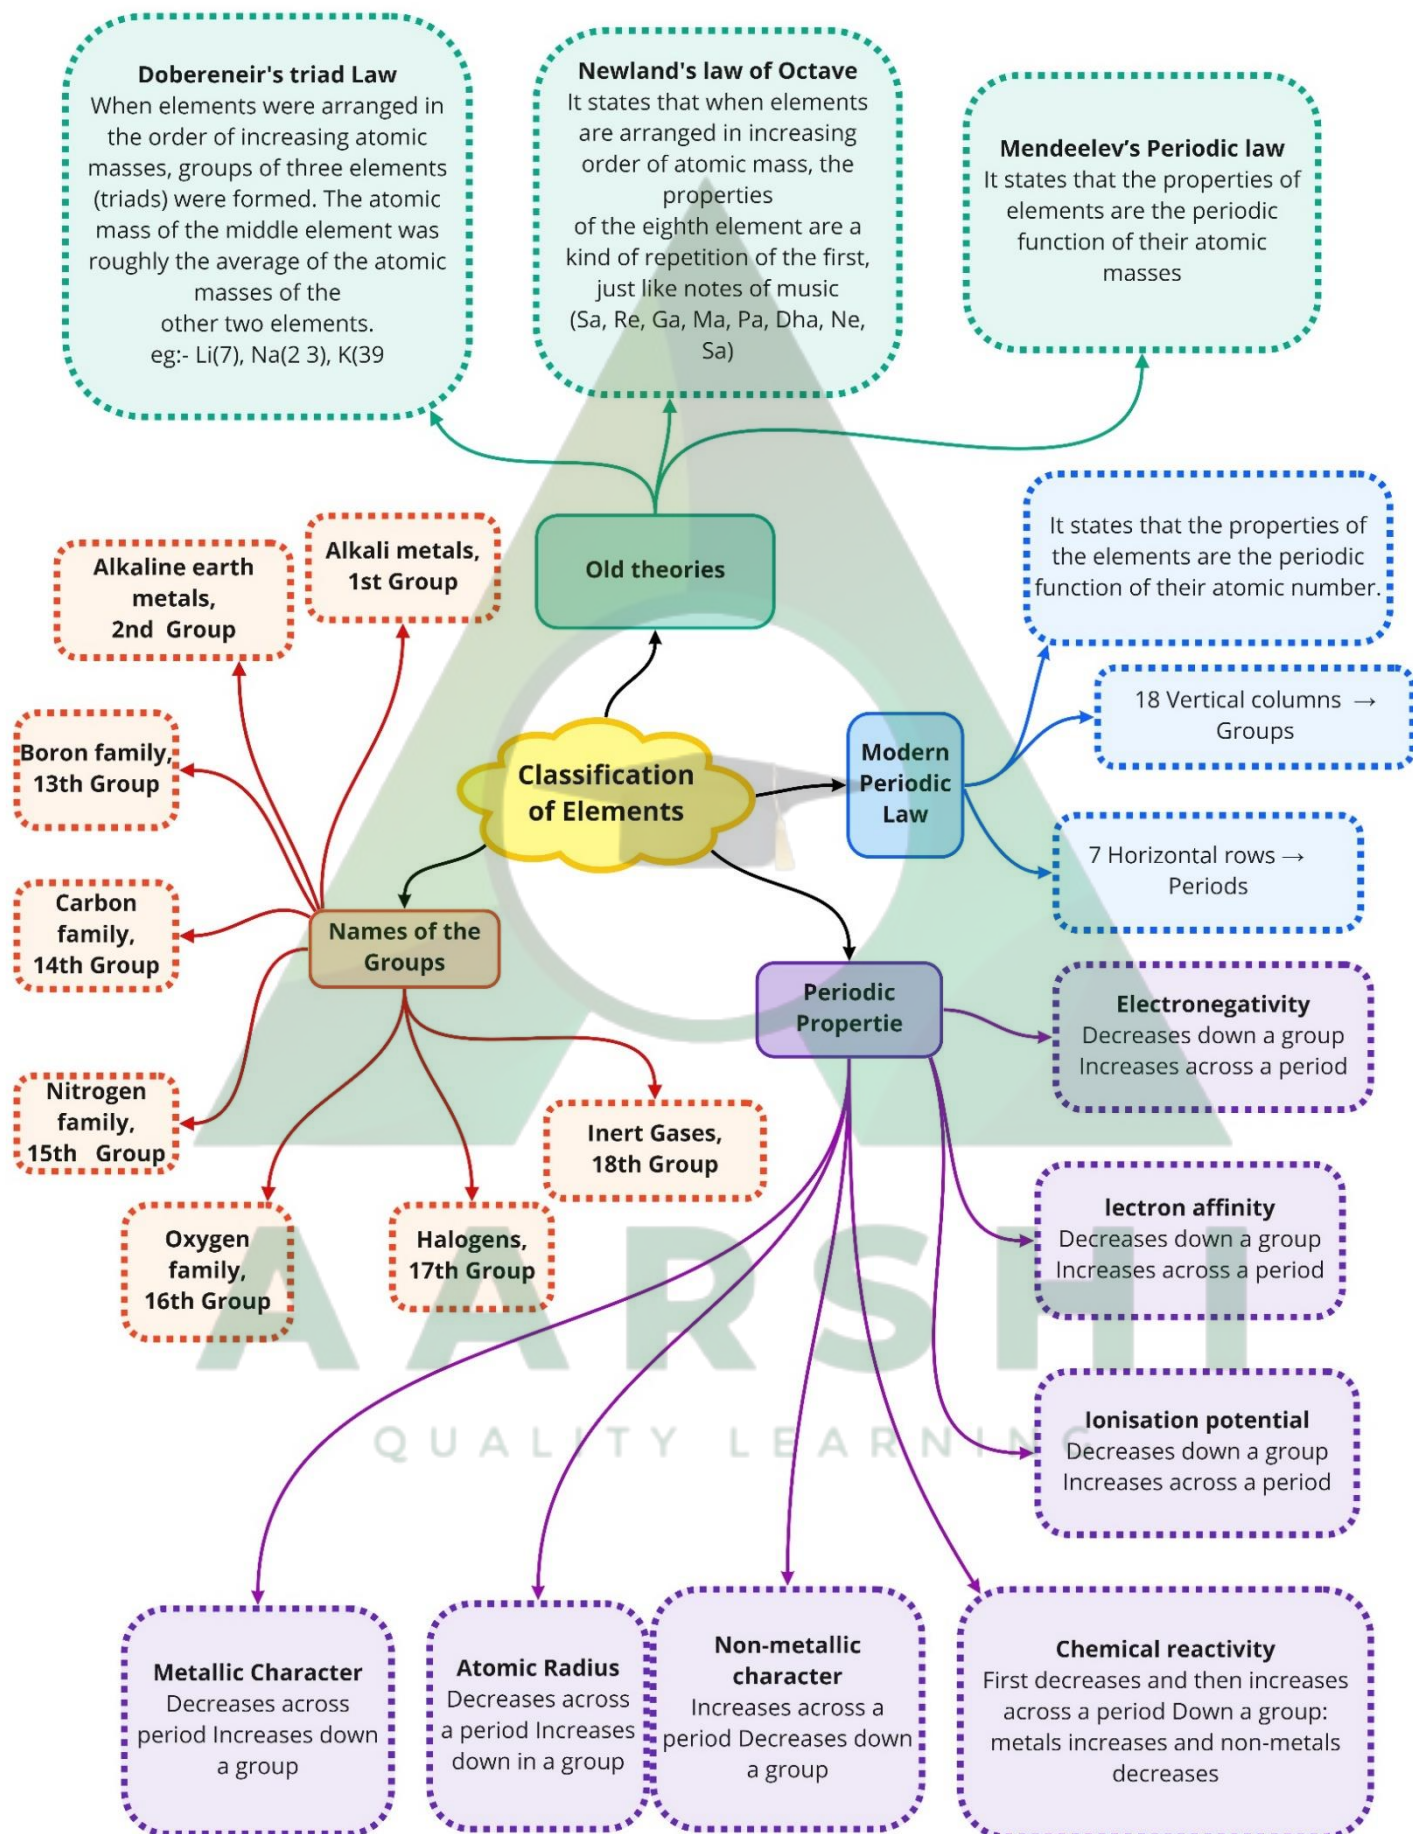 Dobereneir's triad Law
When elements were arranged in
the order of increasing atomic
masses, groups of three elements
(triads) were formed. The atomic
mass of the middle element was
roughly the average of the atomic
masses of the
other two elements.
eg:- Li(7), Na(2 3), K(39
Newland's law of Octave
It states that when elements
are arranged in increasing
order of atomic mass, the
properties
of the eighth element are a
kind of repetition of the first,
just like notes of music
(Sa, Re, Ga, Ma, Pa, Dha, Ne,
Sa)
Mendeelev’s Periodic law
It states that the properties of
elements are the periodic
function of their atomic
masses
Old theories
Alkali metals,
1st Group
Alkaline earth
metals,
2nd Group
Boron family,
13th Group
Carbon
family,
14th Group
Nitrogen
family,
15th Group
Oxygen
family,
16th Group
Halogens,
17th Group
Inert Gases,
18th Group
Names of the
Groups
Classification
of Elements
Modern
Periodic
Law
It states that the properties of
the elements are the periodic
function of their atomic number.
18 Vertical columns →
Groups
7 Horizontal rows →
Periods
Periodic
Propertie
Electronegativity
Decreases down a group
Increases across a period
lectron affinity
Decreases down a group
Increases across a period
Ionisation potential
Decreases down a group
Increases across a period
AARSHI
QUALITY LEARNING
Metallic Character
Decreases across
period Increases down
a group
Atomic Radius
Decreases across
a period Increases
down in a group
Non-metallic
character
Increases across a
period Decreases down
a group
Chemical reactivity
First decreases and then increases
across a period Down a group:
metals increases and non-metals
decreases